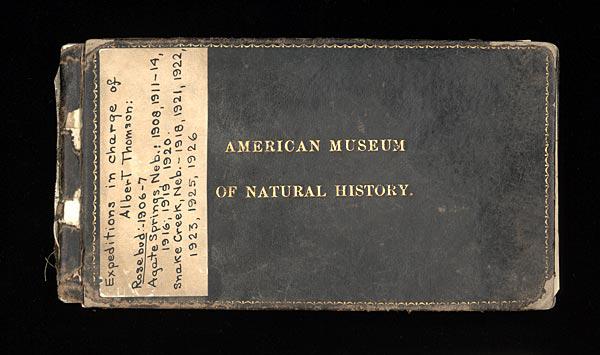 Expeditions in charge of
Albert Thomson:
Rosebud:-1906-7
Agate Springs, Neb.: 1908, 1911-14,
1916, 1919, 1920.
Snake Creek, Neb.- 1918, 1921, 1922,
1923, 1925, 1926
AMERICAN MUSEUM
OF NATURAL HISTORY.